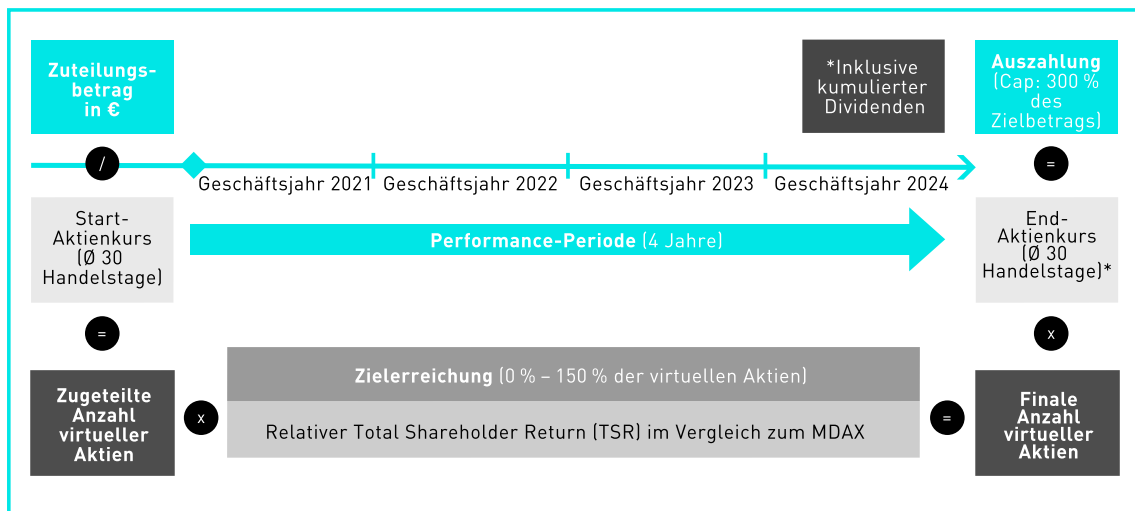 Zuteilungs-
betrag
in €
*Inklusive
kumulierter
Dividenden
Auszahlung
(Cap: 300 %
des
Zielbetrags)
/
=
Geschäftsjahr 2021
Geschäftsjahr 2022
Geschäftsjahr 2023
Geschäftsjahr 2024
Start-
Aktienkurs
(Ø 30
Handelstage)
Performance-Periode (4 Jahre)
End-
Aktienkurs
(Ø 30
Handelstage)*
=
x
Zugeteilte
Anzahl
virtueller
Aktien
x
Zielerreichung (0 % – 150 % der virtuellen Aktien)
Relativer Total Shareholder Return (TSR) im Vergleich zum MDAX
=
Finale
Anzahl
virtueller
Aktien